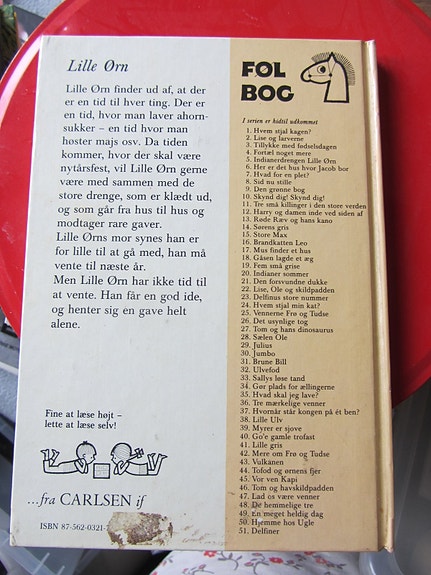 Lille Ørn
Lille Ørn finder ud af, at der
er en tid til hver ting. Der er
en tid, hvor man laver ahorn-
sukker – en tid hvor man
høster majs osv. Da tiden
kommer, hvor der skal være
nytårsfest, vil Lille Ørn gerne
være med sammen med de
store drenge, som er klædt ud,
og som går fra hus til hus og
modtager rare gaver.
Lille Ørns mor synes han er
for lille til at gå med, han må
vente til næste år.
Men Lille Ørn har ikke tid til
at vente. Han får en god ide,
og henter sig en gave helt
alene.
Fine at læse højt –
lette at læse selv!
...fra CARLSEN if
ISBN 87-562-0321-
FØL
BOG
I serien er hidtil udkommet
1. Hvem stjal kagen?
2. Lise og larverne
3. Tillykke med fødselsdagen
4. Fortæl noget mere
5. Indianerdrengen Lille Ørn
6. Her er det hus hvor Jacob bor
7. Hvad for en plet?
8. Sid nu stille
9. Den grønne bog
10. Skynd dig! Skynd dig!
11. Tre små killinger i den store verden
12. Harry og damen inde ved siden af
13. Røde Ræv og hans kano
14. Sørens gris
15. Store Max
16. Brandkatten Leo
17. Mus finder et hus
18. Gåsen lagde et æg
19. Fem små grise
20. Indianer sommer
21. Den forsvundne dukke
22. Lise, Ole og skildpadden
23. Delfinus store nummer
24. Hvem stjal min kat?
25. Vennerne Frø og Tudse
26. Det usynlige tog
27. Tom og hans dinosaurus
28. Sælen Ole
29. Julius
30. Jumbo
31. Brune Bill
32. Ulvefod
33. Sallys løse tand
34. Gør plads for ællingerne
35. Hvad skal jeg lave?
36. Tre mærkelige venner
37. Hvornår står kongen på ét ben?
38. Lille Ulv
39. Myrer er sjove
40. Go'e gamle trofast
41. Lille gris
42. Mere om Frø og Tudse
43. Vulkanen
44. Tofod og ørnens fjer
45. Vor ven Kapi
46. Tom og havskildpadden
47. Lad os være venner
48. De hemmelige tre
49. En meget heldig dag
50. Hjemme hos Ugle
51. Delfiner